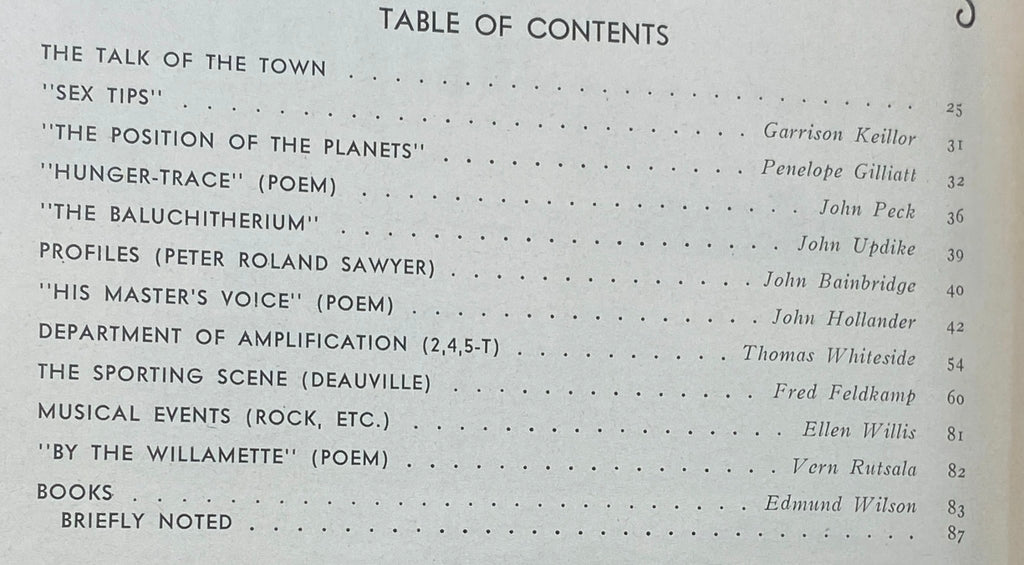 TABLE OF CONTENTS
THE TALK OF THE TOWN . . . . . . . . . . . . . . . . . . . . . . 25
"SEX TIPS" . . . . . . . . . . . . . . . . . . . . . . Garrison Keillor 31
"THE POSITION OF THE PLANETS" . . . . . . . . . . . . Penelope Gilliatt 32
"HUNGER-TRACE" (POEM) . . . . . . . . . . . . . . . . . John Peck 36
"THE BALUCHITHERIUM" . . . . . . . . . . . . . . . . . John Updike 39
PROFILES (PETER ROLAND SAWYER) . . . . . . . . . . . John Bainbridge 40
"HIS MASTER'S VOICE" (POEM) . . . . . . . . . . . . . John Hollander 42
DEPARTMENT OF AMPLIFICATION (2,4,5-T) . . . . . . . . Thomas Whiteside 54
THE SPORTING SCENE (DEAUVILLE) . . . . . . . . . . . . Fred Feldkamp 60
MUSICAL EVENTS (ROCK, ETC.) . . . . . . . . . . . . . . Ellen Willis 81
"BY THE WILLAMETTE" (POEM) . . . . . . . . . . . . . . Vern Rutsala 82
BOOKS . . . . . . . . . . . . . . . . . . . . . . . Edmund Wilson 83
BRIEFLY NOTED . . . . . . . . . . . . . . . . . . . . . . . . 87